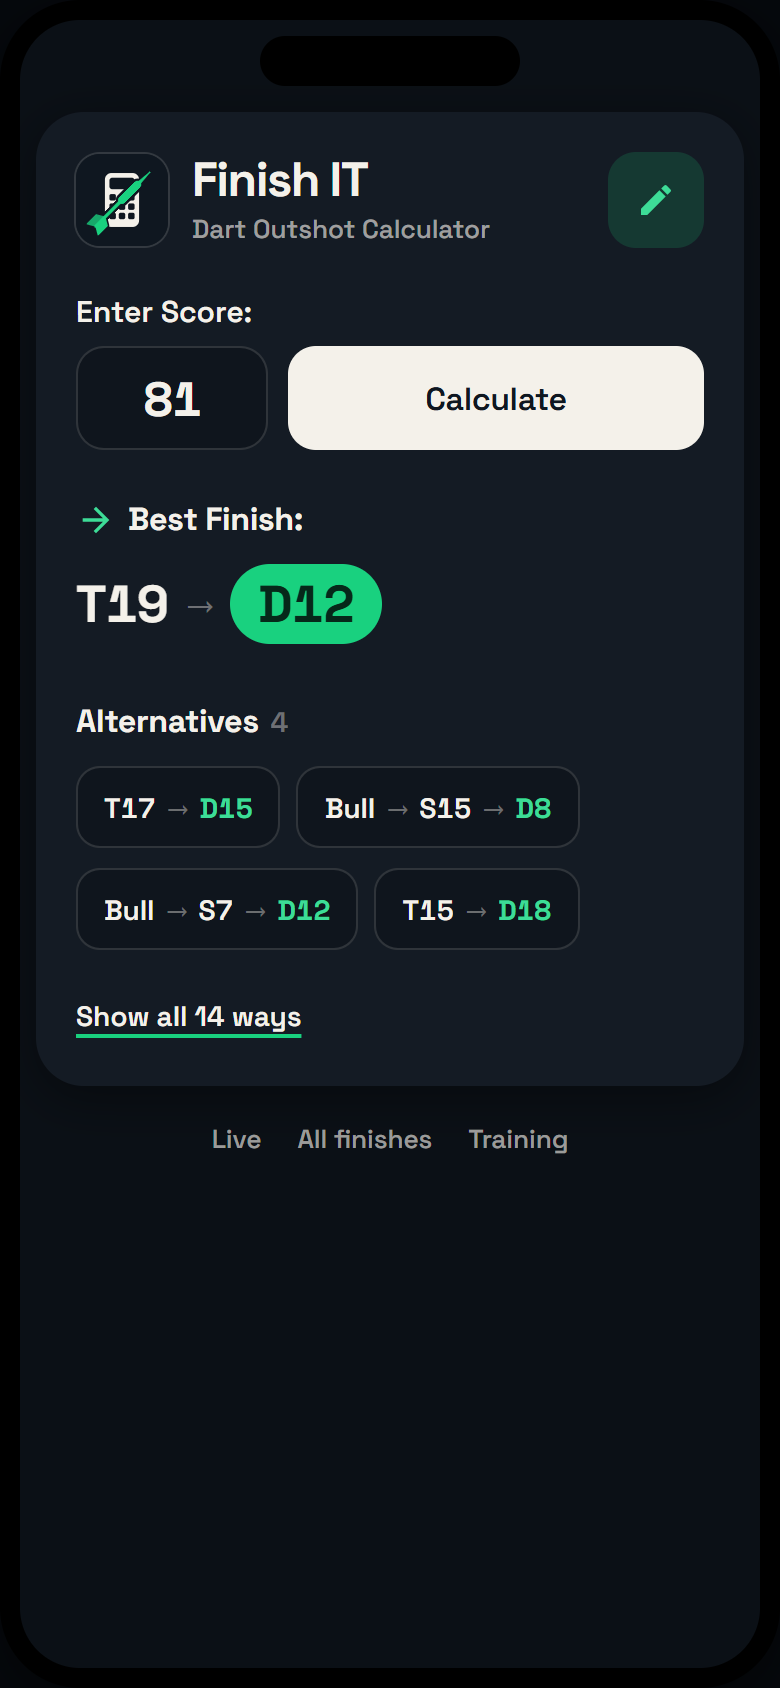 Finish IT
Dart Outshot Calculator
Enter Score:
81
Calculate
→ Best Finish:
T19 → D12
Alternatives 4
T17 → D15
Bull → S15 → D8
Bull → S7 → D12
T15 → D18
Show all 14 ways
Live
All finishes
Training